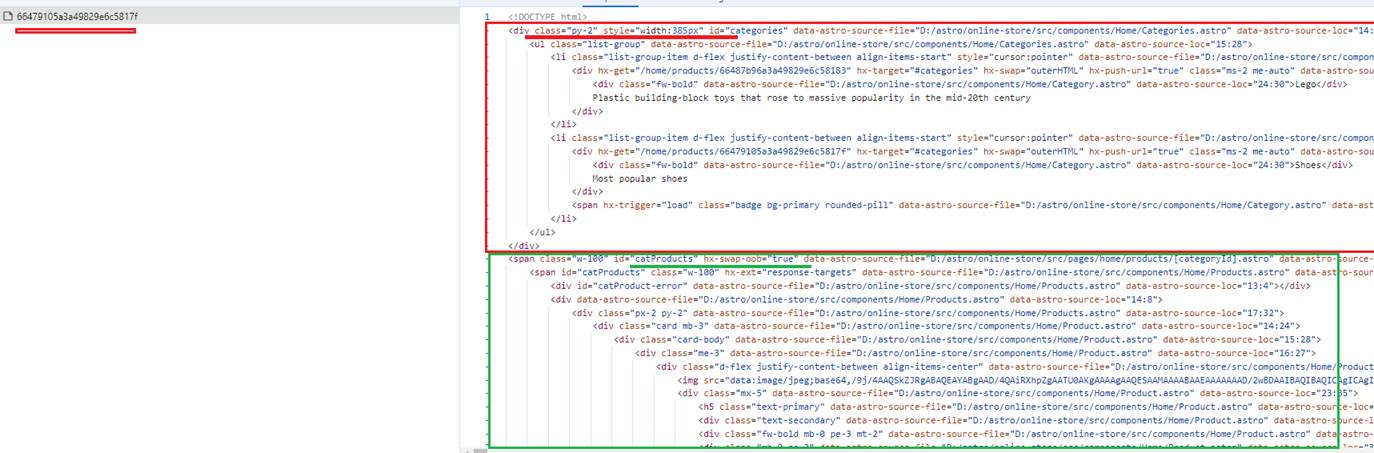 66479105a3a49829e6c5817f
1 <!DOCTYPE html>
<div class="py-2" style="width:385px" id="categories" data-astro-source-file="D:/astro/online-store/src/components/Home/Categories.astro" data-astro-source-loc="14:
<ul class="list-group" data-astro-source-file="D:/astro/online-store/src/components/Home/Categories.astro" data-astro-source-loc="15:28">
<li class="list-group-item d-flex justify-content-between align-items-start" style="cursor:pointer" data-astro-source-file="D:/astro/online-store/src/components/Home/Categor
<div hx-get="/home/products/66487b96a3a49829e6c58183" hx-target="#categories" hx-swap="outerHTML" hx-push-url="true" class="ms-2 me-auto" data-astro-sou
<div class="fw-bold" data-astro-source-file="D:/astro/online-store/src/components/Home/Category.astro" data-astro-source-loc="24:30">Lego</div>
Plastic building-block toys that rose to massive popularity in the mid-20th century
</div>
</li>
<li class="list-group-item d-flex justify-content-between align-items-start" style="cursor:pointer" data-astro-source-file="D:/astro/online-store/src/components/Home/Categor
<div hx-get="/home/products/66479105a3a49829e6c5817f" hx-target="#categories" hx-swap="outerHTML" hx-push-url="true" class="ms-2 me-auto" data-astro-sou
<div class="fw-bold" data-astro-source-file="D:/astro/online-store/src/components/Home/Category.astro" data-astro-source-loc="24:30">Shoes</div>
Most popular shoes
</div>
<span hx-trigger="load" class="badge bg-primary rounded-pill" data-astro-source-file="D:/astro/online-store/src/components/Home/Category.astro" data-astro-source-loc=
</li>
</ul>
</div>
<span class="w-100" id="catProducts" hx-swap-oob="true" data-astro-source-file="D:/astro/online-store/src/pages/home/products/[categoryId].astro" data-astro-source-lo
<span id="catProducts" class="w-100" hx-ext="response-targets" data-astro-source-file="D:/astro/online-store/src/components/Home/Products.astro" data-astro-source-loc=
<div id="catProduct-error" data-astro-source-file="D:/astro/online-store/src/components/Home/Products.astro" data-astro-source-loc="13:4"></div>
<div data-astro-source-file="D:/astro/online-store/src/components/Home/Products.astro" data-astro-source-loc="14:8">
<div class="px-2 py-2" data-astro-source-file="D:/astro/online-store/src/components/Home/Products.astro" data-astro-source-loc="17:32">
<div class="card mb-3" data-astro-source-file="D:/astro/online-store/src/components/Home/Product.astro" data-astro-source-loc="14:24">
<div class="card-body" data-astro-source-file="D:/astro/online-store/src/components/Home/Product.astro" data-astro-source-loc="15:28">
<div class="me-3" data-astro-source-file="D:/astro/online-store/src/components/Home/Product.astro" data-astro-source-loc="16:27">
<div class="d-flex justify-content-between align-items-center" data-astro-source-file="D:/astro/online-store/src/components/Home/Product
<img
<div class="mx-5" data-astro-source-file="D:/astro/online-store/src/components/Home/Product.astro" data-astro-source-loc="23:35">
<h5 class="text-primary" data-astro-source-file="D:/astro/online-store/src/components/Home/Product.astro" data-astro-source-loc=
<div class="text-secondary" data-astro-source-file="D:/astro/online-store/src/components/Home/Product.astro" data-astro-source-l
<div class="fw-bold mb-0 pe-3 mt-2" data-astro-source-file="D:/astro/online-store/src/components/Home/Product.astro" data-astro-